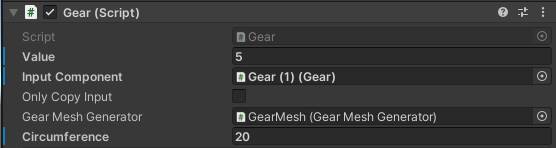 Gear (Script)
Script Gear
Value 5
Input Component Gear (1) (Gear)
Only Copy Input
Gear Mesh Generator GearMesh (Gear Mesh Generator)
Circumference 20